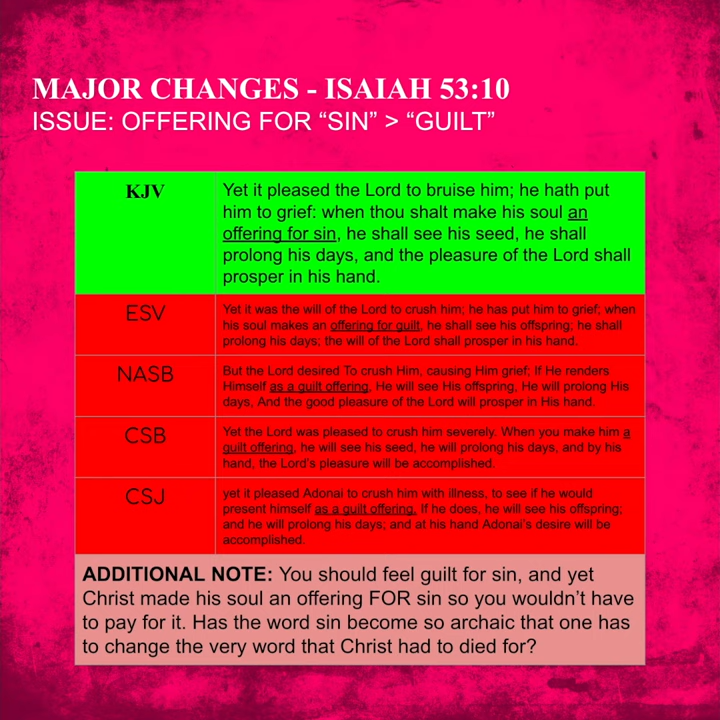 MAJOR CHANGES - ISAIAH 53:10
ISSUE: OFFERING FOR “SIN” > “GUILT”
KJV
Yet it pleased the Lord to bruise him; he hath put
him to grief: when thou shalt make his soul an
offering for sin, he shall see his seed, he shall
prolong his days, and the pleasure of the Lord shall
prosper in his hand.
ESV
Yet it was the will of the Lord to crush him; he has put him to grief; when
his soul makes an offering for guilt, he shall see his offspring; he shall
prolong his days; the will of the Lord shall prosper in his hand.
NASB
But the Lord desired To crush Him, causing Him grief; If He renders
Himself as a guilt offering, He will see His offspring, He will prolong His
days, And the good pleasure of the Lord will prosper in His hand.
CSB
Yet the Lord was pleased to crush him severely. When you make him a
guilt offering, he will see his seed, he will prolong his days, and by his
hand, the Lord’s pleasure will be accomplished.
CSJ
yet it pleased Adonai to crush him with illness, to see if he would
present himself as a guilt offering. If he does, he will see his offspring;
and he will prolong his days; and at his hand Adonai’s desire will be
accomplished.
ADDITIONAL NOTE: You should feel guilt for sin, and yet
Christ made his soul an offering FOR sin so you wouldn’t have
to pay for it. Has the word sin become so archaic that one has
to change the very word that Christ had to died for?